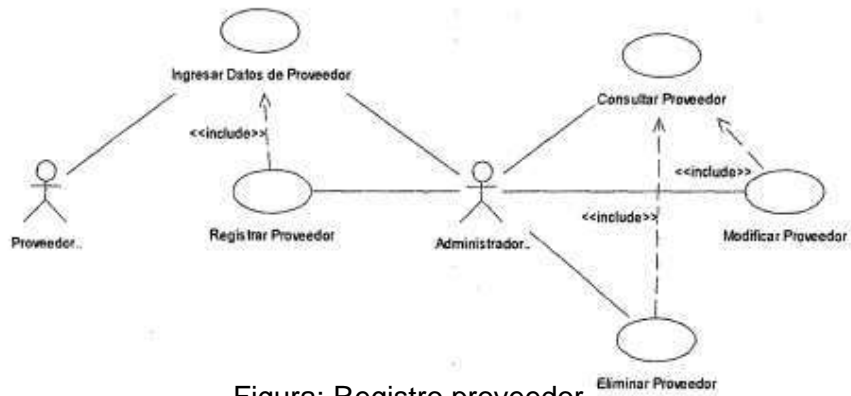 Ingresar Datos de Proveedor
Consultar Proveedor
<<include>>
<<include>>
<<include>>
Proveedor..
Registrar Proveedor
Administrador..
Modificar Proveedor
Eliminar Proveedor
Figura: Registro proveedor